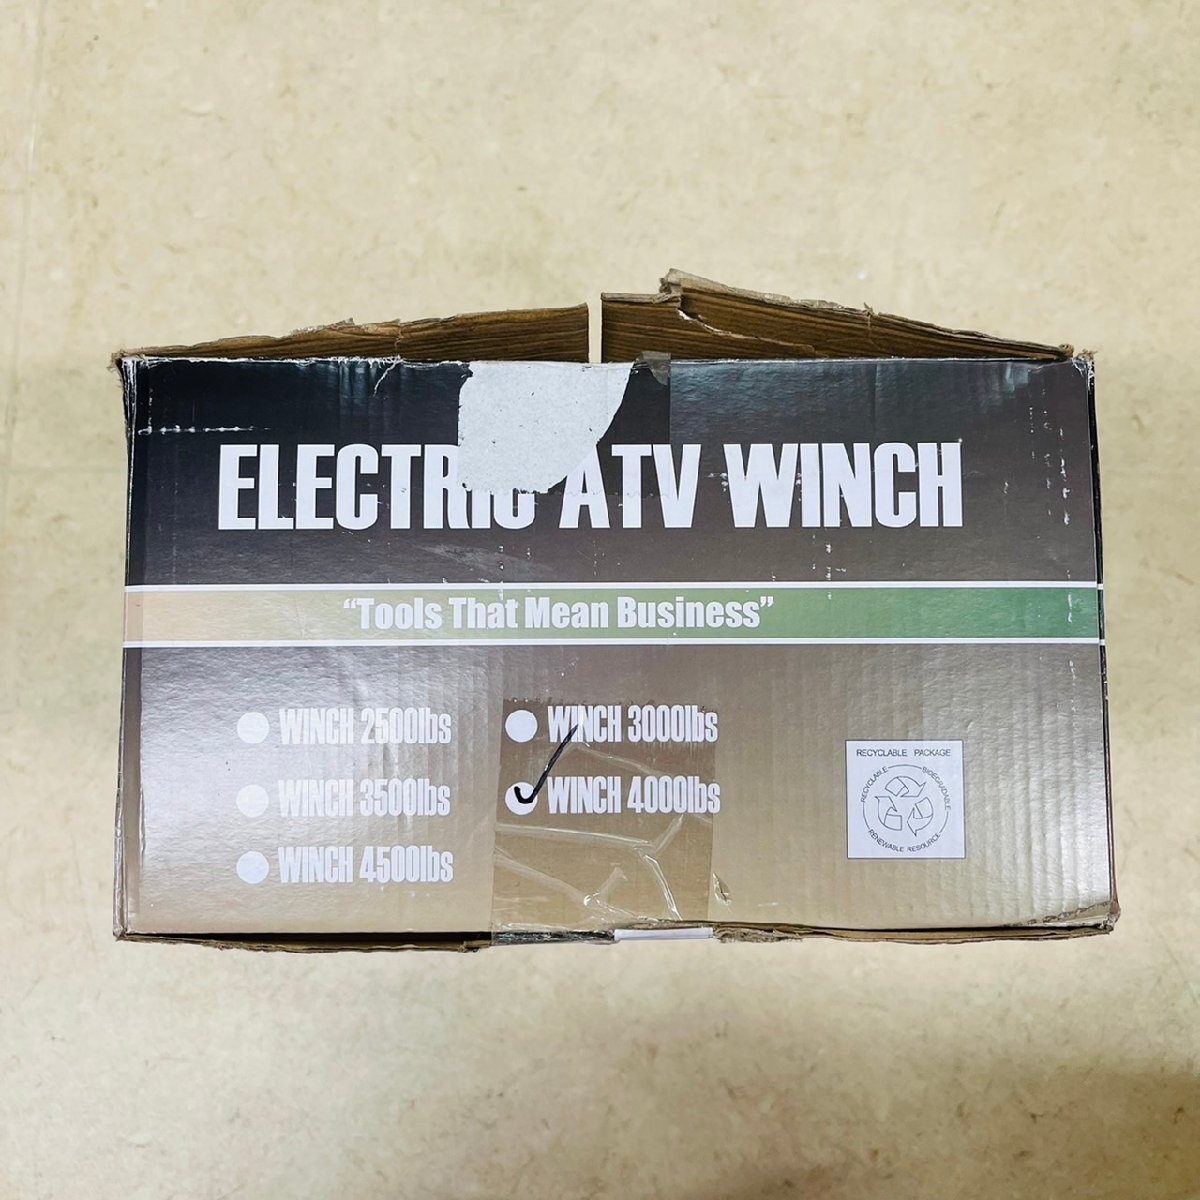 ELECTRIC ATV WINCH
“Tools That Mean Business”
WINCH 2500lbs
WINCH 3000lbs
WINCH 3500lbs
WINCH 4000lbs
WINCH 4500lbs
RECYCLABLE PACKAGE
RECYCLABLE
BIODEGRADABLE
RENEWABLE RESOURCE